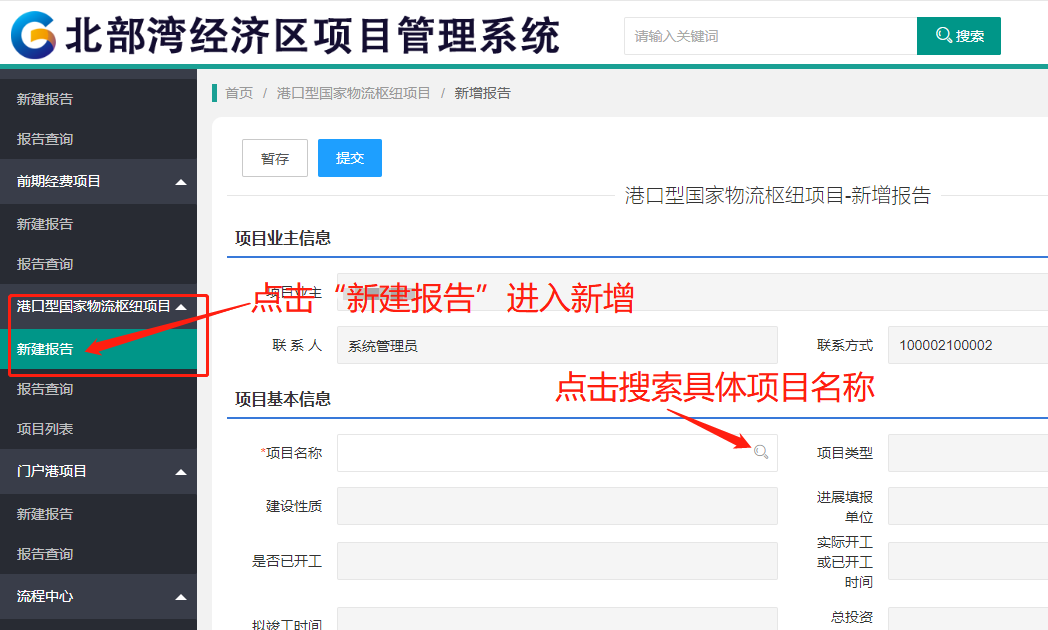 北部湾经济区项目管理系统
请输入关键词
搜索
新建报告
报告查询
前期经费项目
新建报告
报告查询
港口型国家物流枢纽项目
新建报告
报告查询
项目列表
门户港项目
新建报告
报告查询
流程中心
首页 / 港口型国家物流枢纽项目 / 新增报告
暂存
提交
港口型国家物流枢纽项目-新增报告
项目业主信息
项目业主
点击“新建报告”进入新增
联 系 人
系统管理员
联系方式
100002100002
点击搜索具体项目名称
项目基本信息
*项目名称
项目类型
建设性质
进展填报
单位
是否已开工
实际开工
或已开工
时间
拟竣工时间
总投资